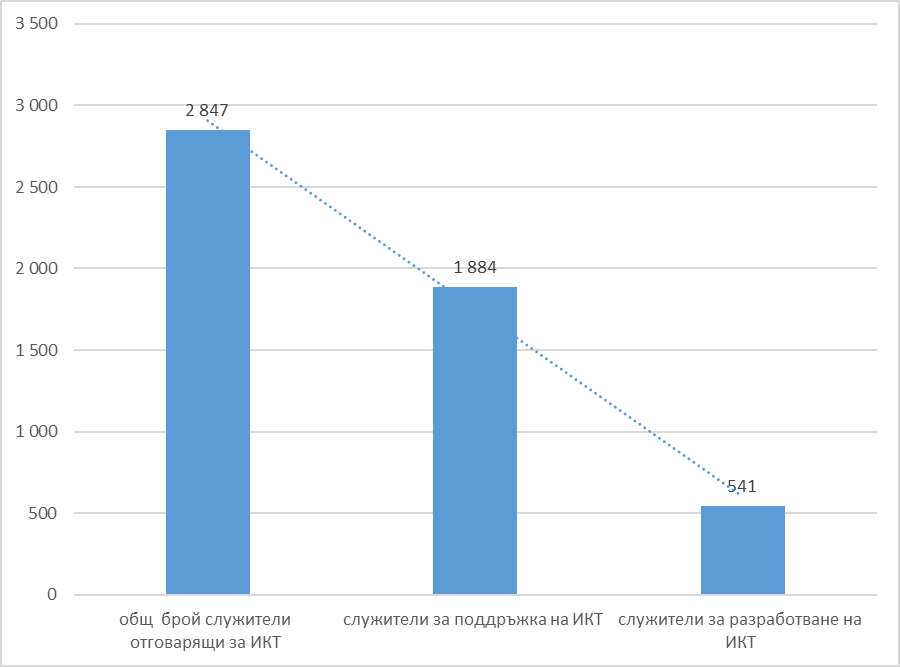 3 500
3 000
2 500
2 000
1 500
1 000
500
0
2 847
1 884
541
общ  брой служители
отговарящи за ИКТ
служители за поддръжка на ИКТ
служители за разработване на
ИКТ